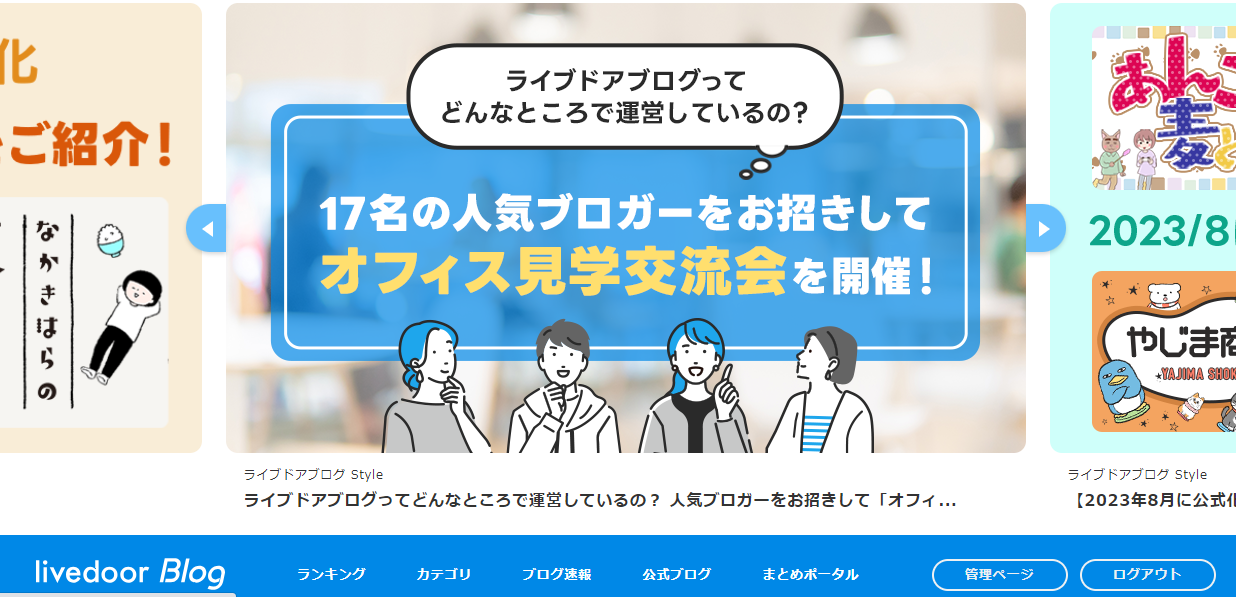 化
をご紹介！
なかきはらの
ライブドアブログって
どんなところで運営しているの？
17名の人気ブロガーをお招きして
オフィス見学交流会を開催！
2023/8
やじま商
YAJIMA SHOK
ライブドアブログ Style
ライブドアブログってどんなところで運営しているの？ 人気ブロガーをお招きして「オフィ...
ライブドアブログ Style
【2023年8月に公式化
livedoor Blog
ランキング
カテゴリ
ブログ速報
公式ブログ
まとめポータル
管理ページ
ログアウト